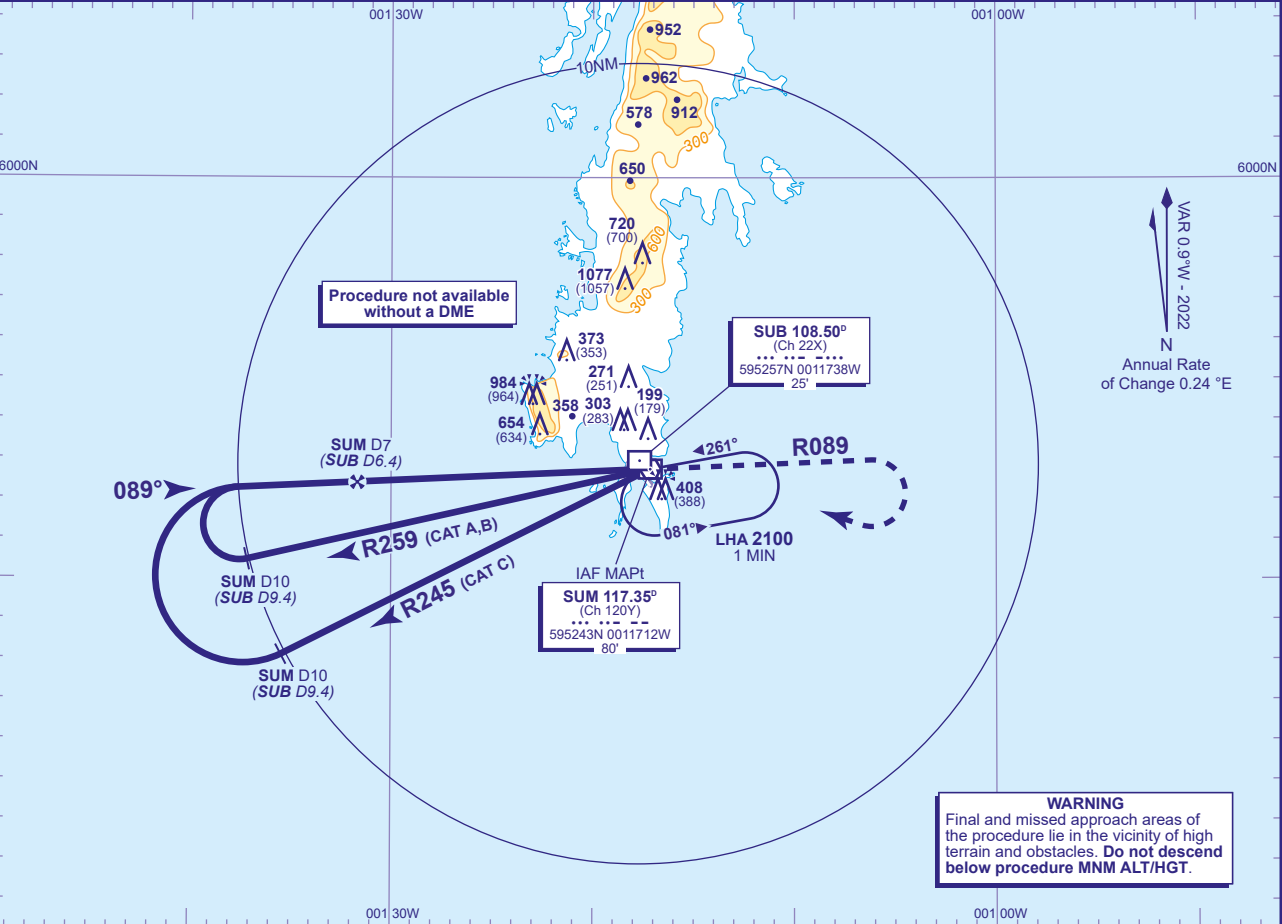 001:30W
001:00W
952
10NM
962
912
578
300
6000N
6000N
650
720
(700)
600
1077
(1057)
300
VAR 0.9°W - 2022
N
Annual Rate
of Change 0.24 °E
Procedure not available
without a DME
SUB 108.50ᴰ
(Ch 22X)
595257N 0011738W
25'
373
(353)
271
(251)
984
(964)
358
303
(283)
199
(179)
654
(634)
SUM D7
(SUB D6.4)
261°
R089
089°
408
(388)
081°
LHA 2100
1 MIN
R259 (CAT A,B)
R245 (CAT C)
SUM D10
(SUB D9.4)
IAF MAPt
SUM 117.35ᴰ
(Ch 120Y)
595243N 0011712W
80'
SUM D10
(SUB D9.4)
WARNING
Final and missed approach areas of
the procedure lie in the vicinity of high
terrain and obstacles. Do not descend
below procedure MNM ALT/HGT.
001:30W
001:00W